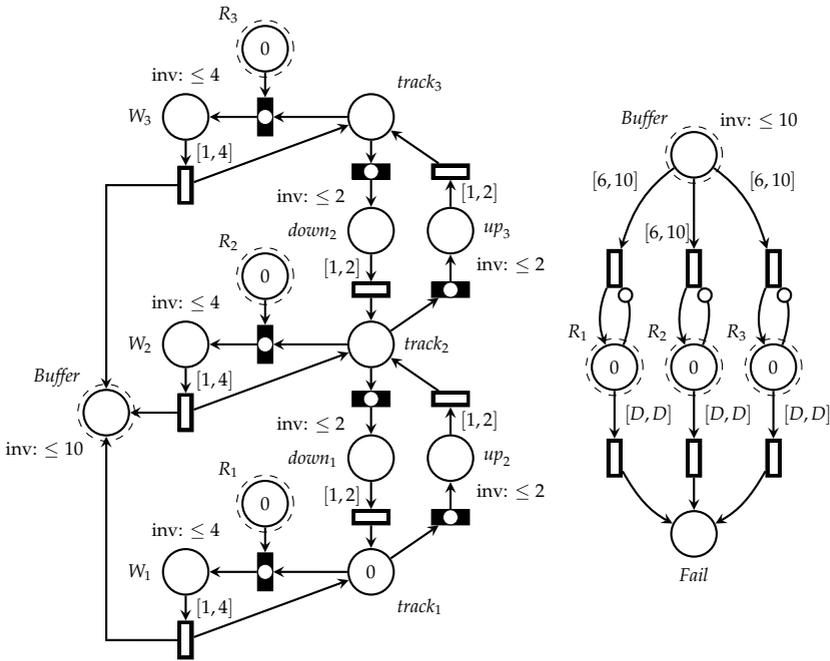 R₃
0
inv: ≤ 4
track₃
W₃
[1, 4]
inv: ≤ 2
[1, 2]
R₂
down₂
up₃
0
[1, 2]
inv: ≤ 2
inv: ≤ 4
W₂
track₂
[1, 4]
Buffer
inv: ≤ 2
[1, 2]
inv: ≤ 10
R₁
down₁
up₂
0
[1, 2]
inv: ≤ 2
inv: ≤ 4
W₁
0
[1, 4]
track₁
Buffer
inv: ≤ 10
[6, 10]
[6, 10]
[6, 10]
R₁
R₂
R₃
0
0
0
[D, D]
[D, D]
[D, D]
Fail